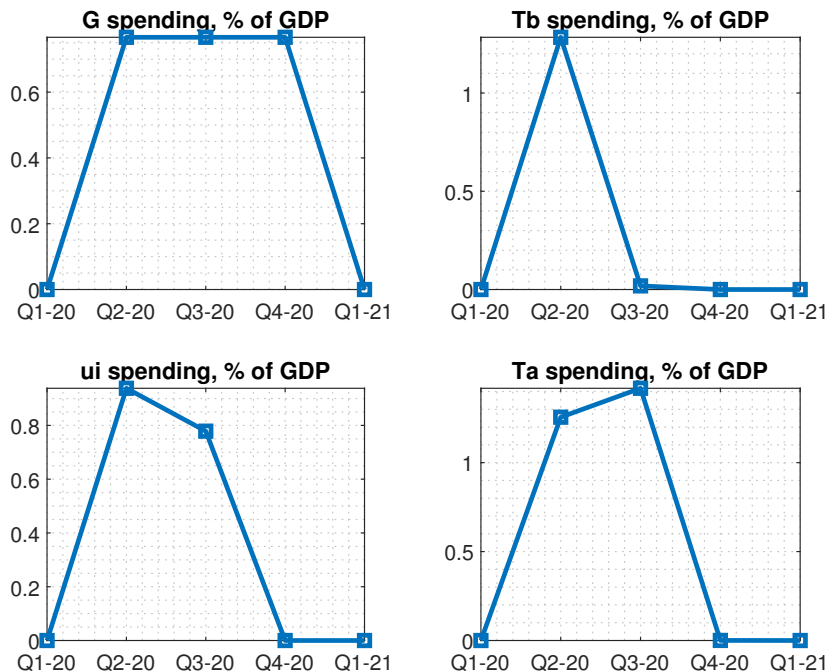 G spending, % of GDP
0.6
0.4
0.2
0
Q1-20 Q2-20 Q3-20 Q4-20 Q1-21
Tb spending, % of GDP
1
0.5
0
Q1-20 Q2-20 Q3-20 Q4-20 Q1-21
ui spending, % of GDP
0.8
0.6
0.4
0.2
0
Q1-20 Q2-20 Q3-20 Q4-20 Q1-21
Ta spending, % of GDP
1
0.5
0
Q1-20 Q2-20 Q3-20 Q4-20 Q1-21